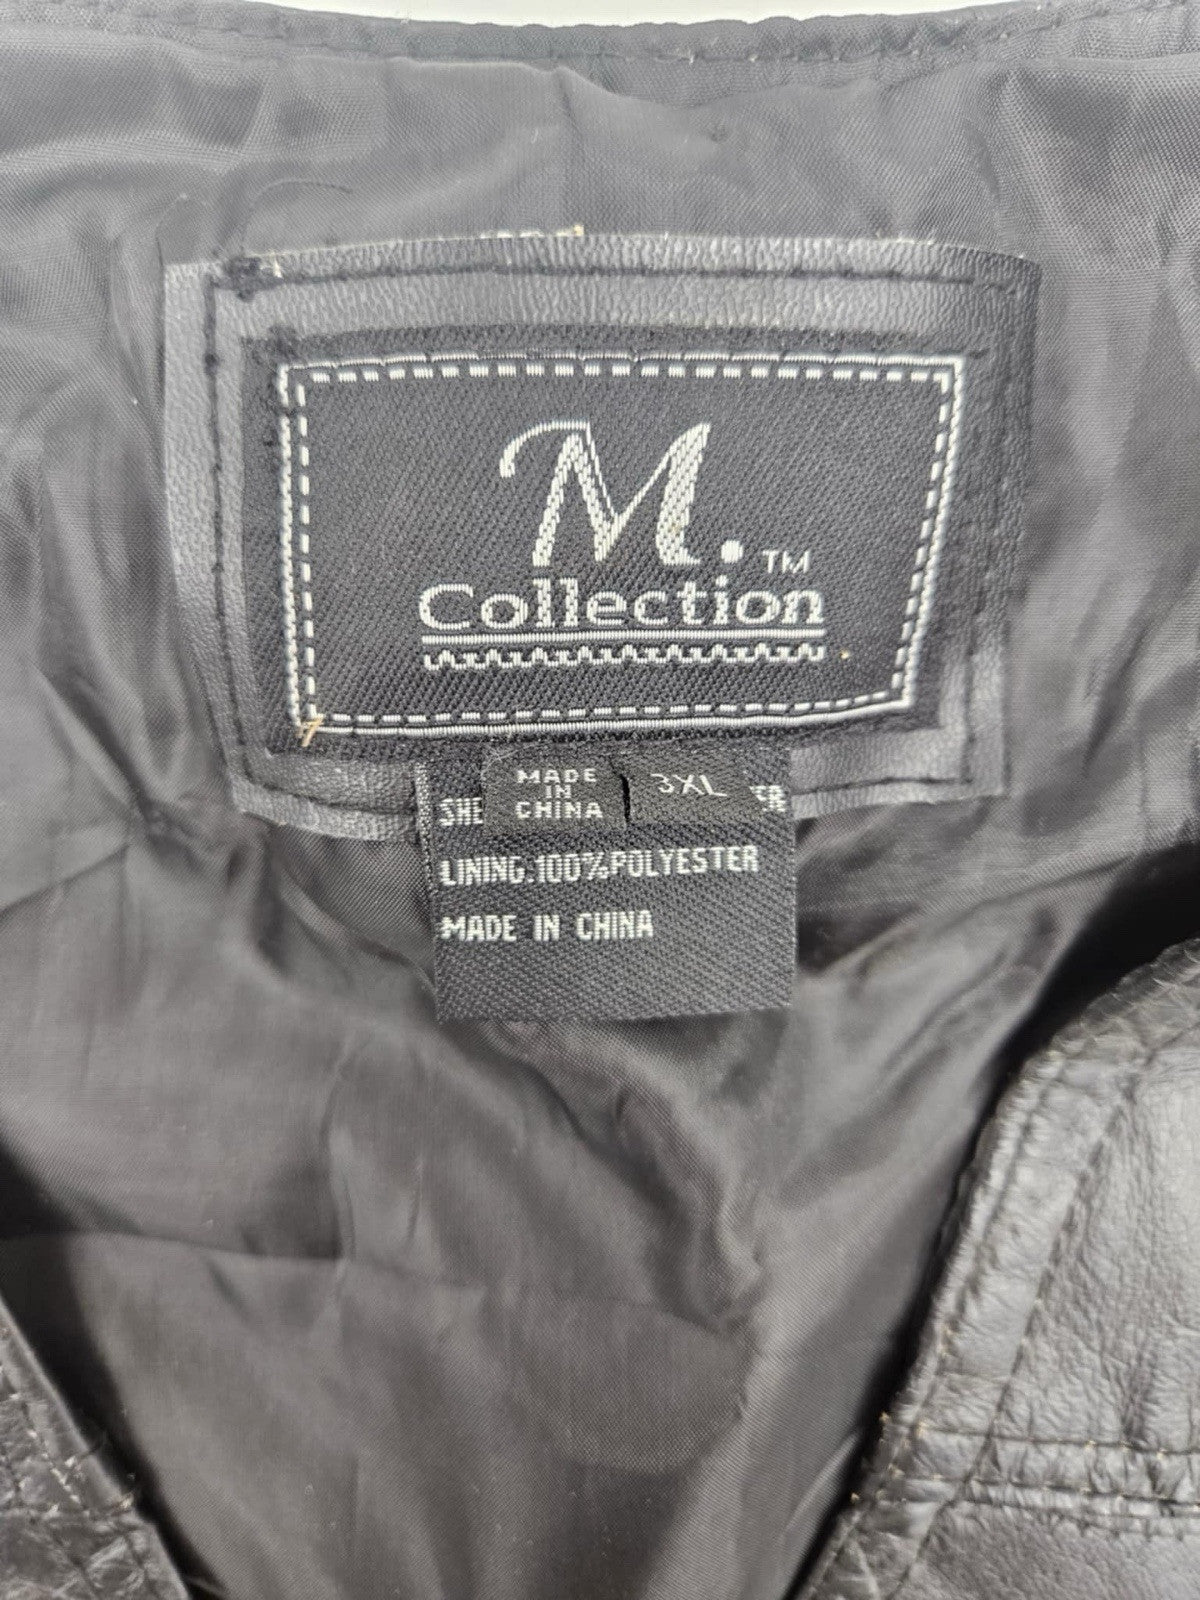 M. TM
Collection
MADE
IN
CHINA
3XL
LINING:100%POLYESTER
MADE IN CHINA